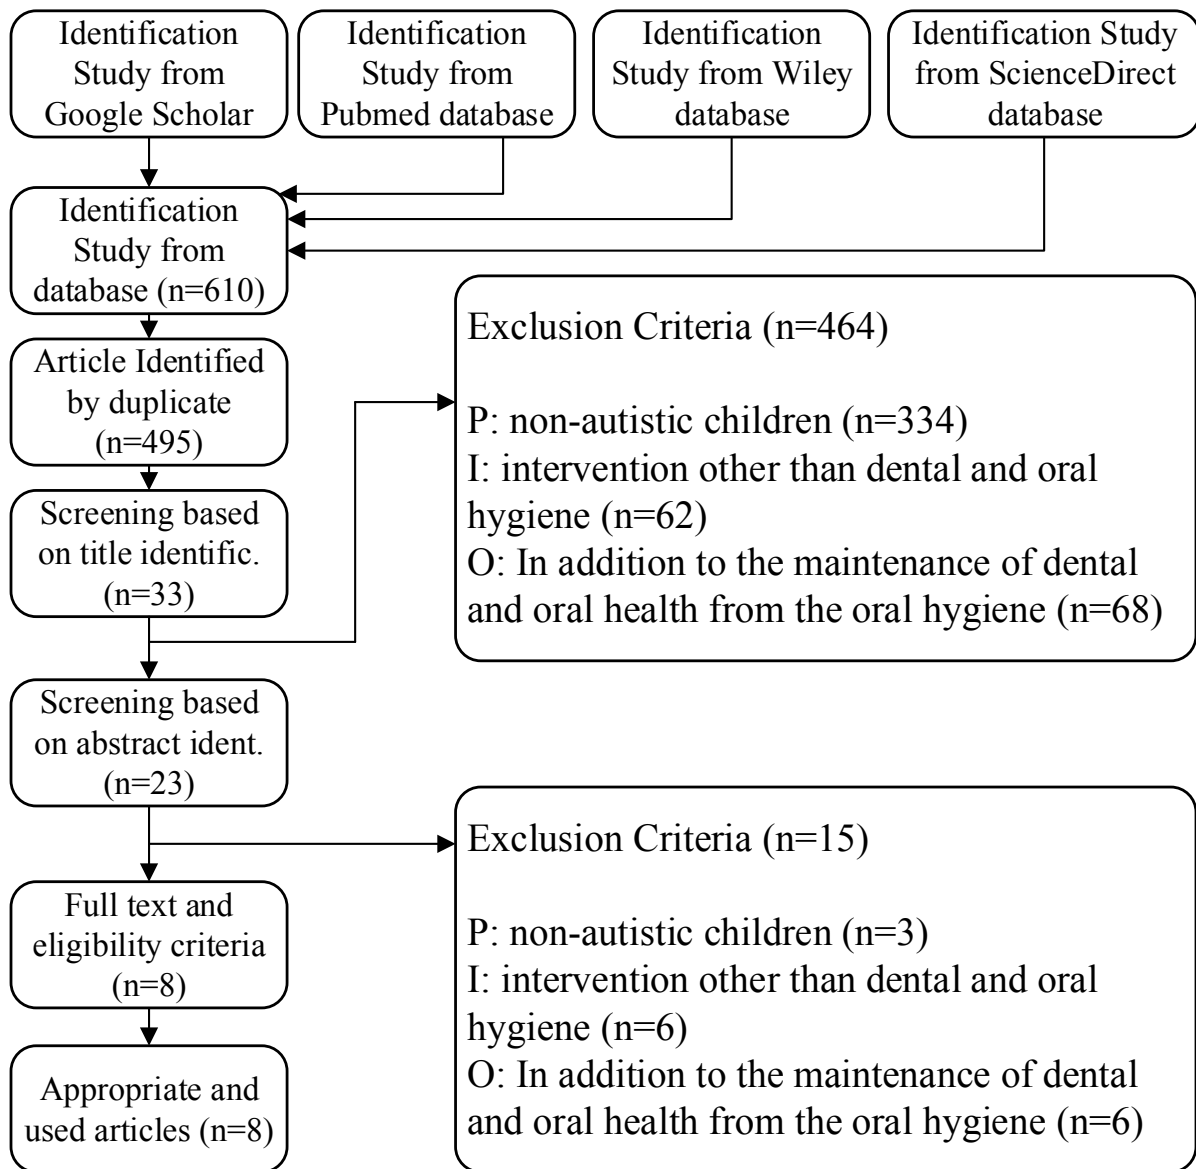 Identification
Study from
Google Scholar
Identification
Study from
Pubmed database
Identification
Study from Wiley
database
Identification Study
from ScienceDirect
database
Identification
Study from
database (n=610)
Article Identified
by duplicate
(n=495)
Screening based
on title identific.
(n=33)
Exclusion Criteria (n=464)
P: non-autistic children (n=334)
I: intervention other than dental and oral
hygiene (n=62)
O: In addition to the maintenance of dental
and oral health from the oral hygiene (n=68)
Screening based
on abstract ident.
(n=23)
Exclusion Criteria (n=15)
P: non-autistic children (n=3)
I: intervention other than dental and oral
hygiene (n=6)
O: In addition to the maintenance of dental
and oral health from the oral hygiene (n=6)
Full text and
eligibility criteria
(n=8)
Appropriate and
used articles (n=8)